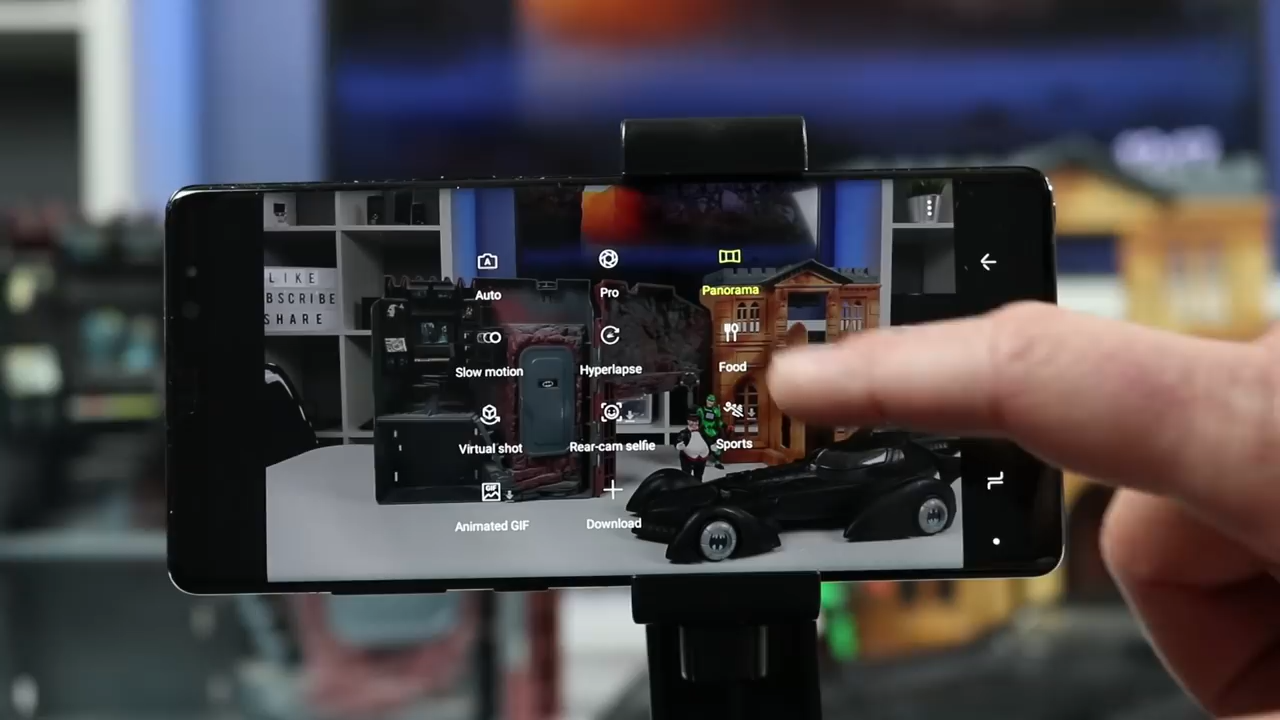 LIKE
BSCRIBE
SHARE
A
Auto
Pro
Panorama
Slow motion
Hyperlapse
Food
Virtual shot
Rear-cam selfie
Sports
GIF
Animated GIF
Download